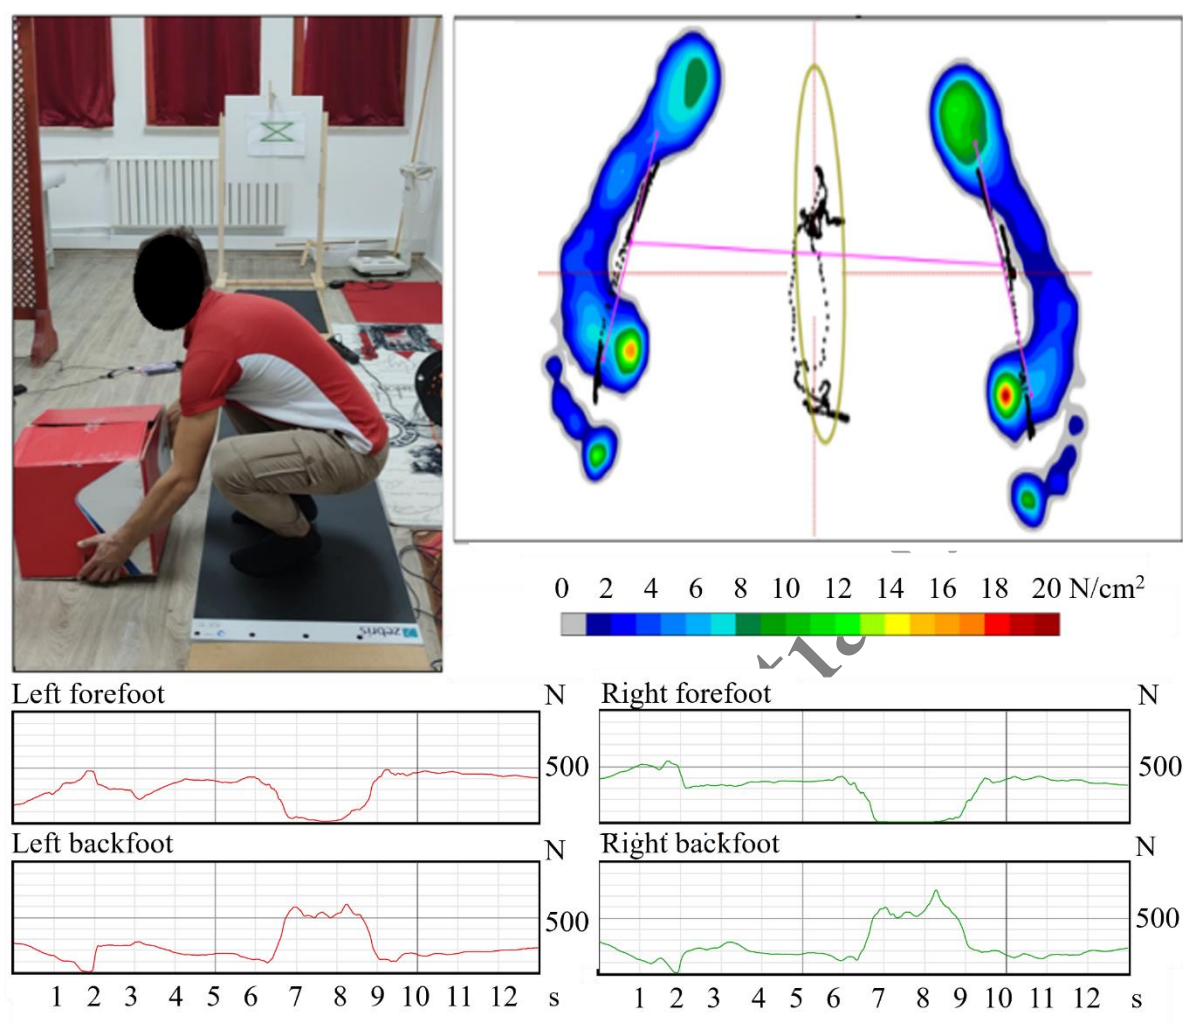 zebris
0 2 4 6 8 10 12 14 16 18 20 N/cm²
Left forefoot N
500
Right forefoot N
500
Left backfoot N
500
Right backfoot N
500
1 2 3 4 5 6 7 8 9 10 11 12 s
1 2 3 4 5 6 7 8 9 10 11 12 s